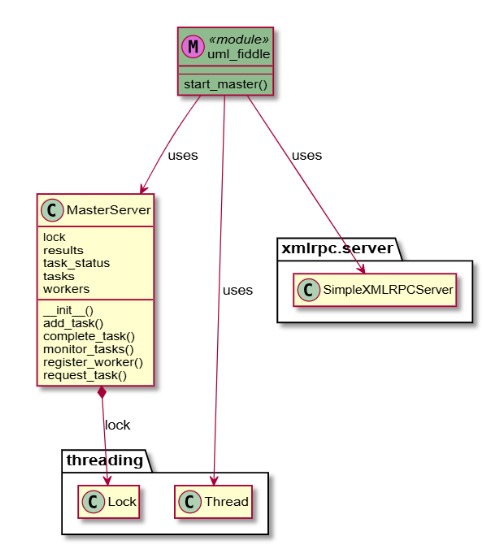 M «module»
uml_fiddle
start_master()
uses
uses
uses
C MasterServer
lock
results
task_status
tasks
workers
__init__()
add_task()
complete_task()
monitor_tasks()
register_worker()
request_task()
xmlrpc.server
C SimpleXMLRPCServer
lock
threading
C Lock
C Thread